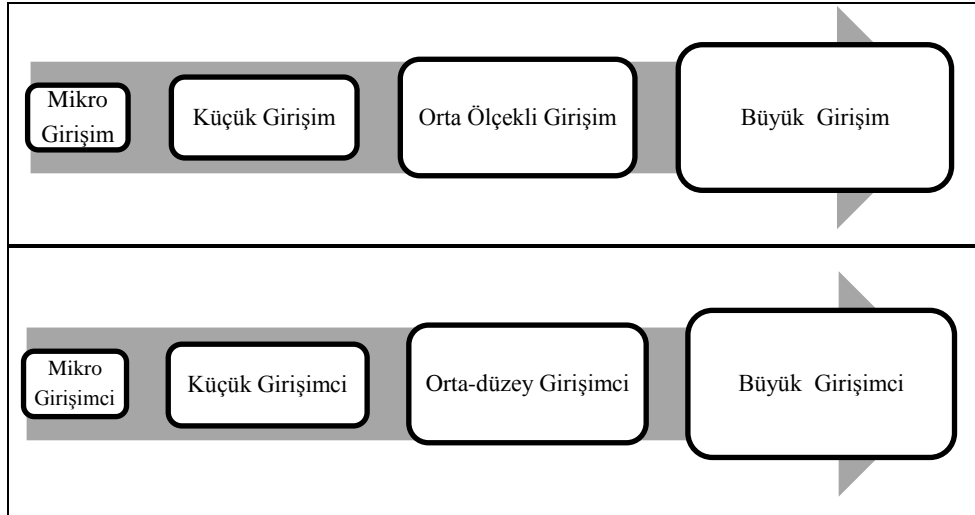 Mikro
Girişim
Küçük Girişim
Orta Ölçekli Girişim
Büyük Girişim
Mikro
Girişimci
Küçük Girişimci
Orta-düzey Girişimci
Büyük Girişimci